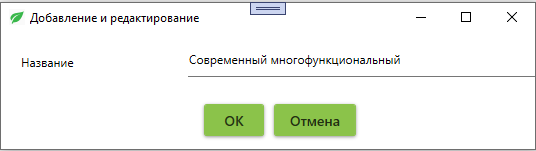 Добавление и редактирование
Название
Современный многофункциональный
ОК
Отмена